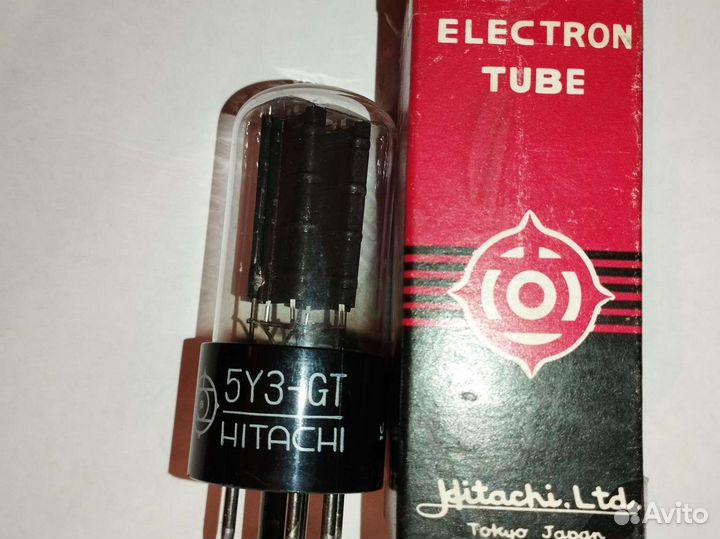 ELECTRON
TUBE
5Y3-GT
HITACHI
Hitachi, Ltd.
Tokyo Japan
Avito